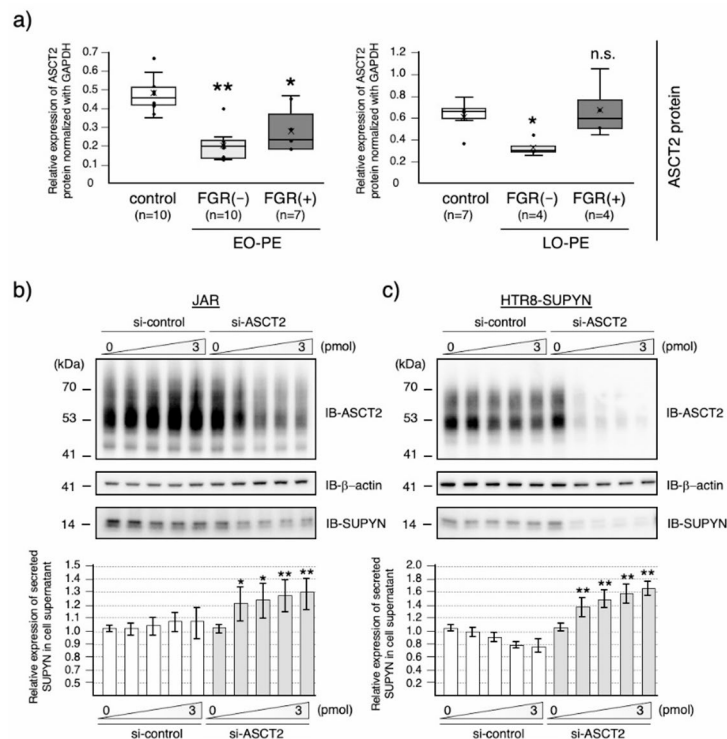 a)
Relative expression of ASCT2
protein normalized with GAPDH
0.7
0.6
0.5
0.4
0.3
0.2
0.1
0
**
*
control
(n=10)
FGR(-)
(n=10)
FGR(+)
(n=7)
EO-PE
Relative expression of ASCT2
protein normalized with GAPDH
1.2
1.0
0.8
0.6
0.4
0.2
0
*
n.s.
control
(n=7)
FGR(-)
(n=4)
FGR(+)
(n=4)
LO-PE
ASCT2 protein
b)
JAR
si-control si-ASCT2
0 3 0 3 (pmol)
(kDa)
70
53
41
IB-ASCT2
41
IB-β-actin
14
IB-SUPYN
Relative expression of secreted
SUPYN in cell supernatant
1.5
1.4
1.3
1.2
1.1
1.0
0.9
0.8
0.7
0.6
0.5
* * ** **
0 3 0 3 (pmol)
si-control si-ASCT2
c)
HTR8-SUPYN
si-control si-ASCT2
0 3 0 3 (pmol)
(kDa)
70
53
41
IB-ASCT2
41
IB-β-actin
14
IB-SUPYN
Relative expression of secreted
SUPYN in cell supernatant
2.0
1.8
1.6
1.4
1.2
1.0
0.8
0.6
0.4
0.2
** ** ** **
0 3 0 3 (pmol)
si-control si-ASCT2